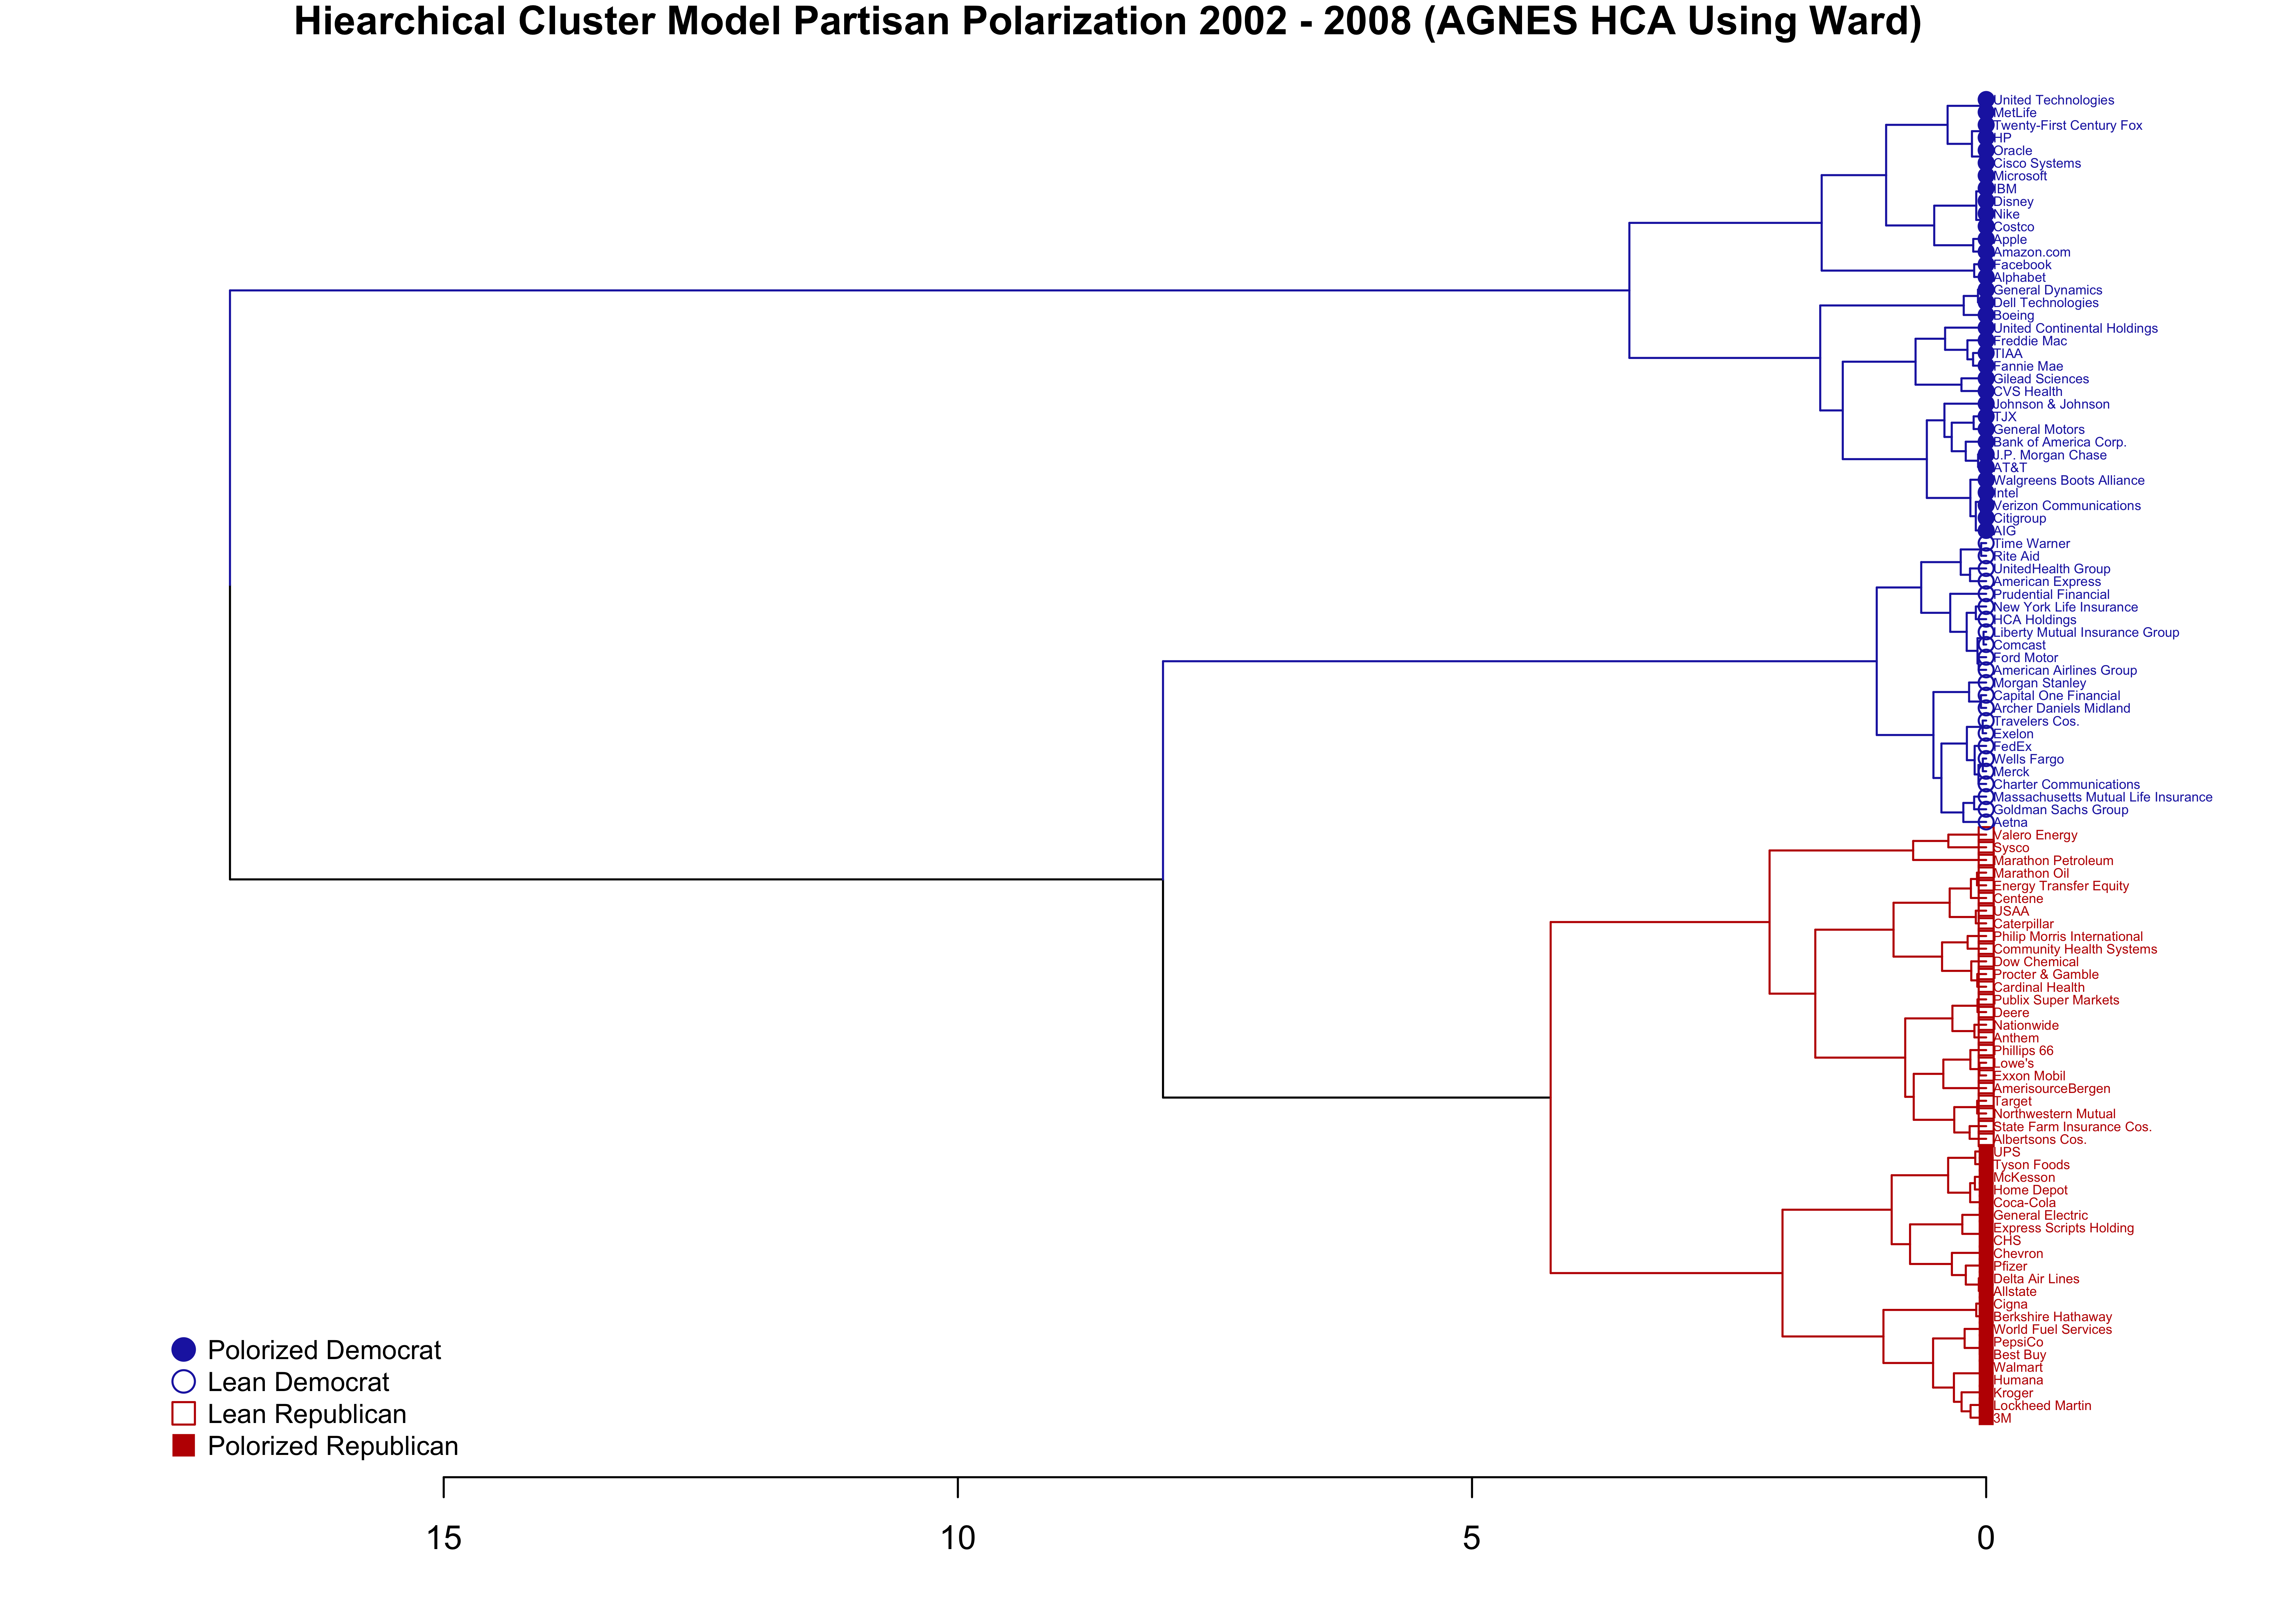 Hiearchical Cluster Model Partisan Polarization 2002 - 2008 (AGNES HCA Using Ward)
United Technologies
MetLife
Twenty-First Century Fox
HP
Oracle
Cisco Systems
Microsoft
IBM
Disney
Nike
Costco
Apple
Amazon.com
Facebook
Alphabet
General Dynamics
Dell Technologies
Boeing
United Continental Holdings
Freddie Mac
TIAA
Fannie Mae
Gilead Sciences
CVS Health
Johnson & Johnson
TJX
General Motors
Bank of America Corp.
J.P. Morgan Chase
AT&T
Walgreens Boots Alliance
Intel
Verizon Communications
Citigroup
AIG
Time Warner
Rite Aid
UnitedHealth Group
American Express
Prudential Financial
New York Life Insurance
HCA Holdings
Liberty Mutual Insurance Group
Comcast
Ford Motor
American Airlines Group
Morgan Stanley
Capital One Financial
Archer Daniels Midland
Travelers Cos.
Exelon
FedEx
Wells Fargo
Merck
Charter Communications
Massachusetts Mutual Life Insurance
Goldman Sachs Group
Aetna
Valero Energy
Sysco
Marathon Petroleum
Marathon Oil
Energy Transfer Equity
Centene
USAA
Caterpillar
Philip Morris International
Community Health Systems
Dow Chemical
Procter & Gamble
Cardinal Health
Publix Super Markets
Deere
Nationwide
Anthem
Phillips 66
Lowe's
Exxon Mobil
AmerisourceBergen
Target
Northwestern Mutual
State Farm Insurance Cos.
Albertsons Cos.
UPS
Tyson Foods
McKesson
Home Depot
Coca-Cola
General Electric
Express Scripts Holding
CHS
Chevron
Pfizer
Delta Air Lines
Allstate
Cigna
Berkshire Hathaway
World Fuel Services
PepsiCo
Best Buy
Walmart
Humana
Kroger
Lockheed Martin
3M
Polorized Democrat
Lean Democrat
Lean Republican
Polorized Republican
15 10 5 0